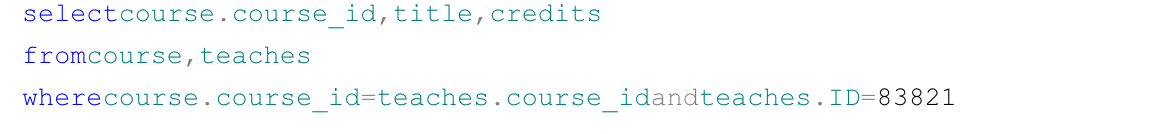 selectcourse.course_id,title,credits
fromcourse,teaches
wherecourse.course_id=teaches.course_idandteaches.ID=83821